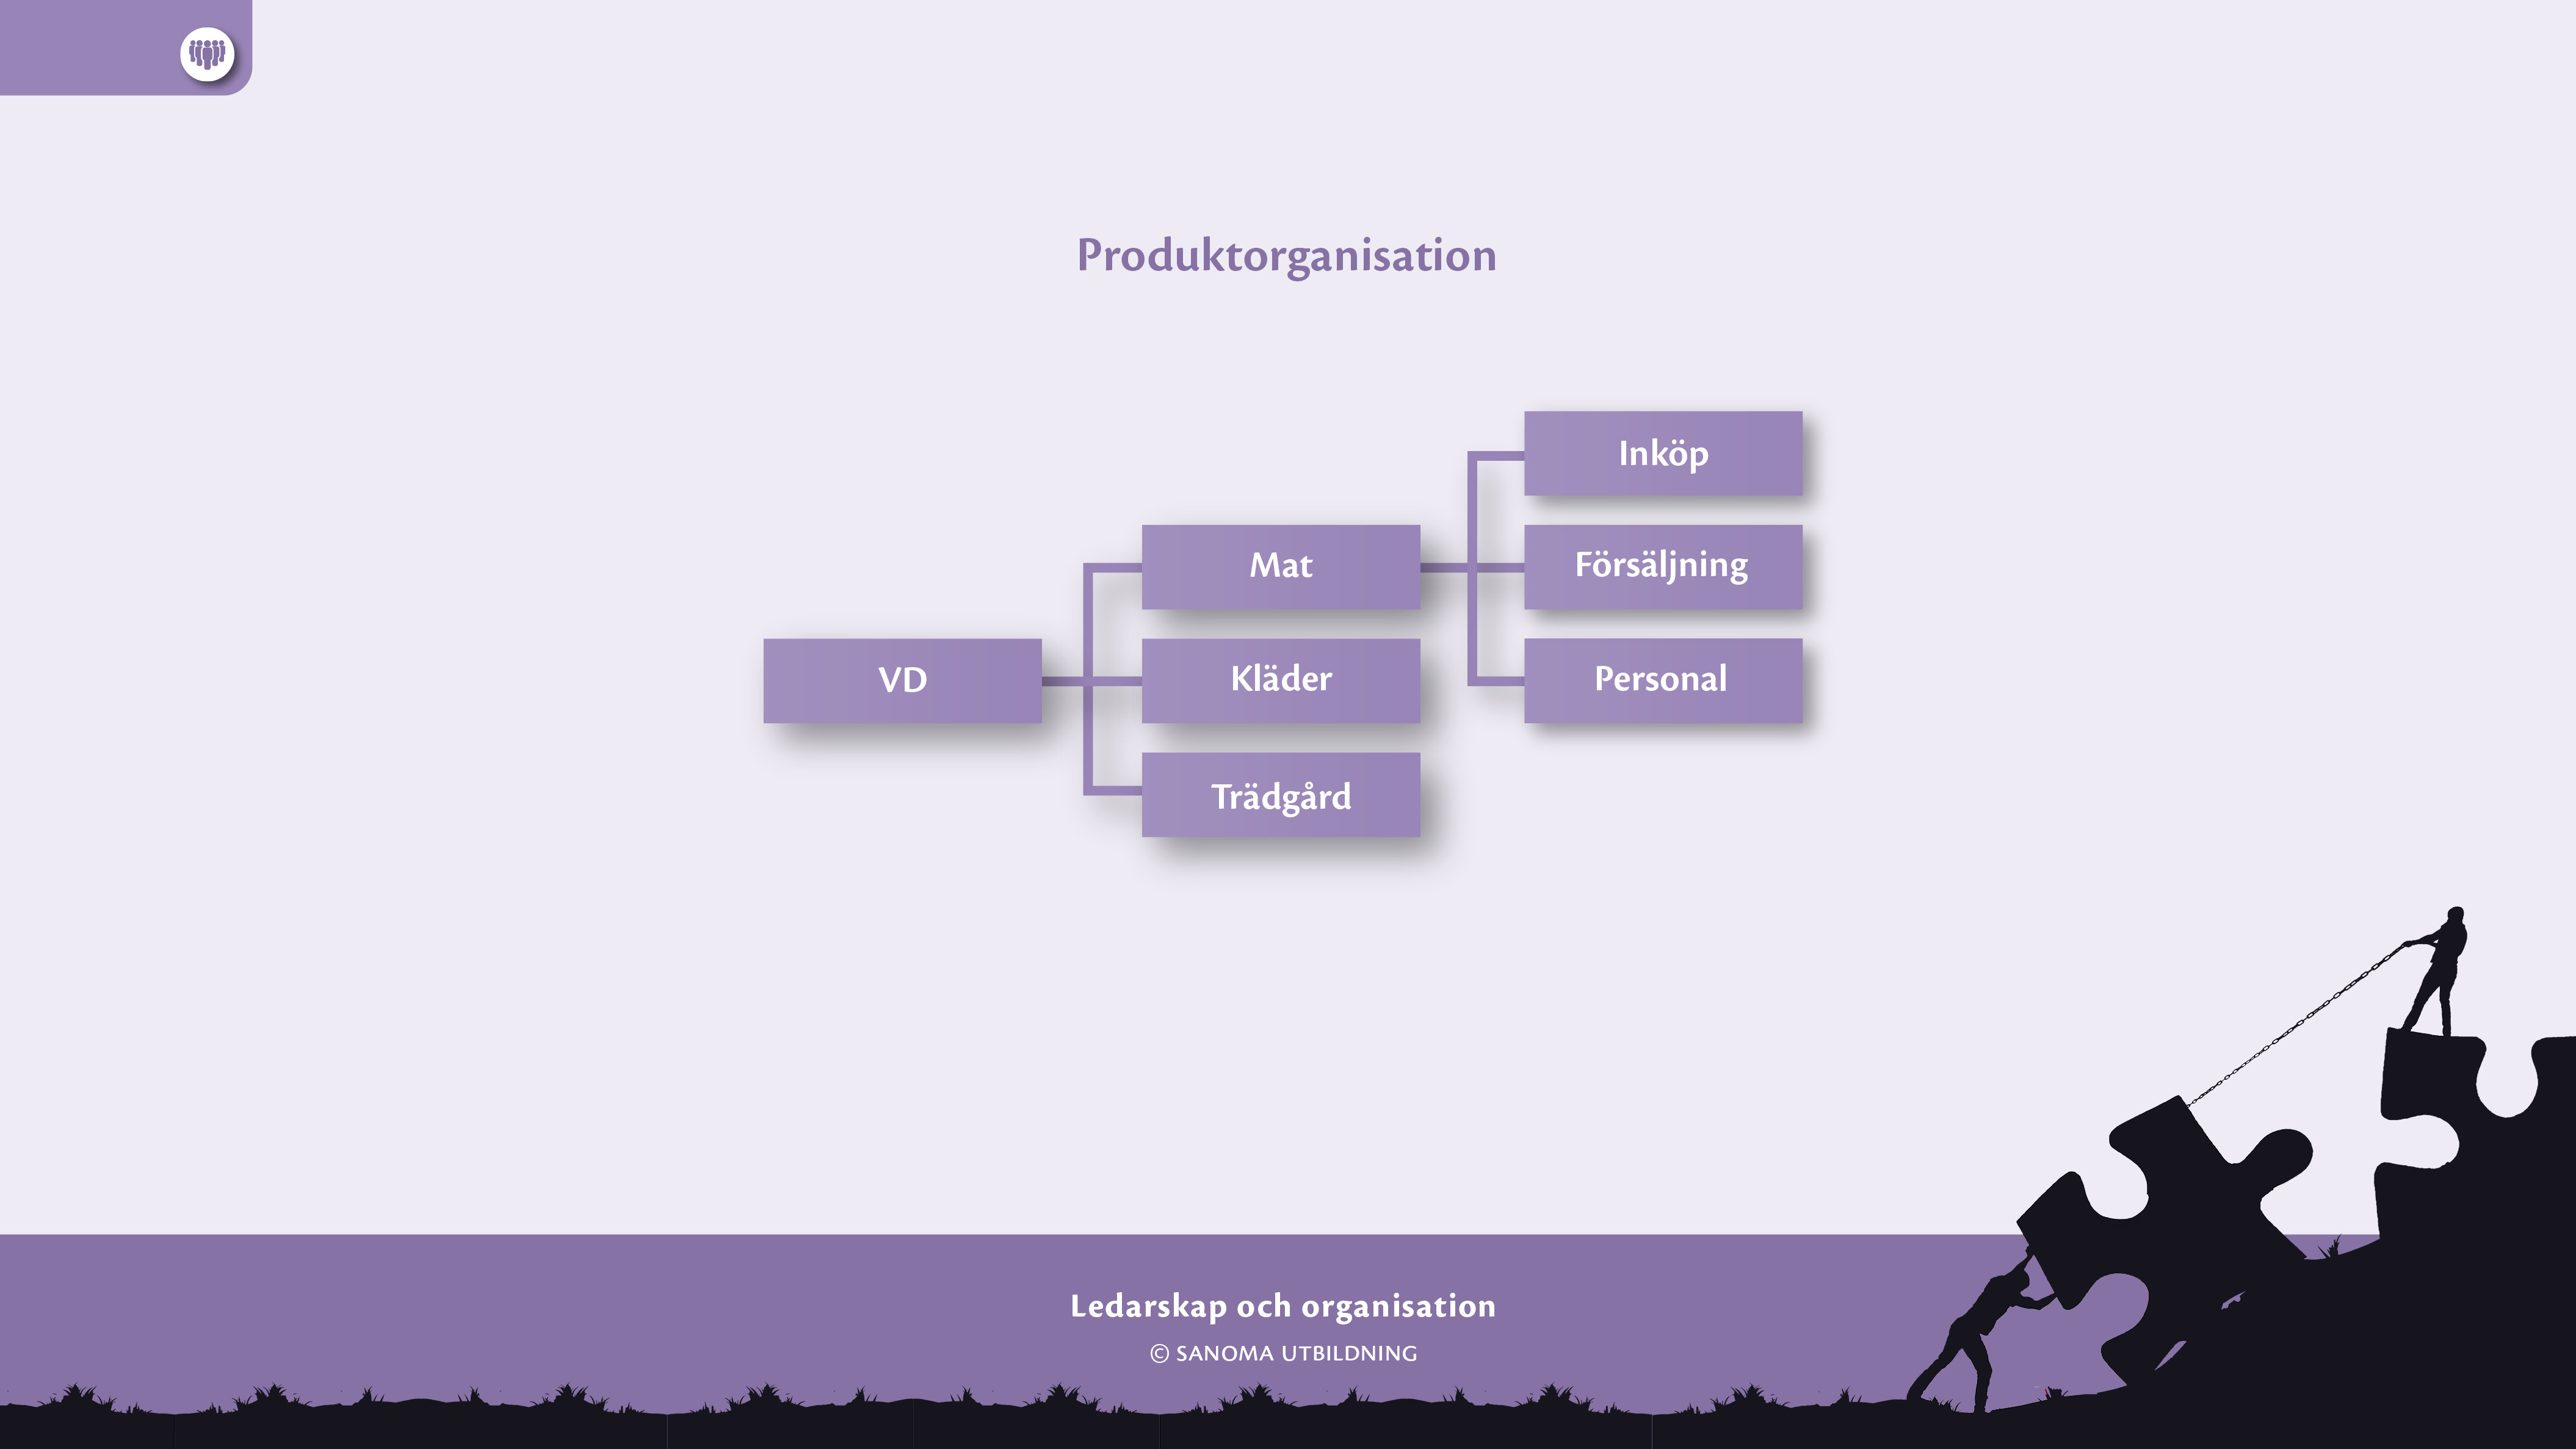 Produktorganisation
VD
Mat
Kläder
Trädgård
Inköp
Försäljning
Personal
Ledarskap och organisation
© SANOMA UTBILDNING